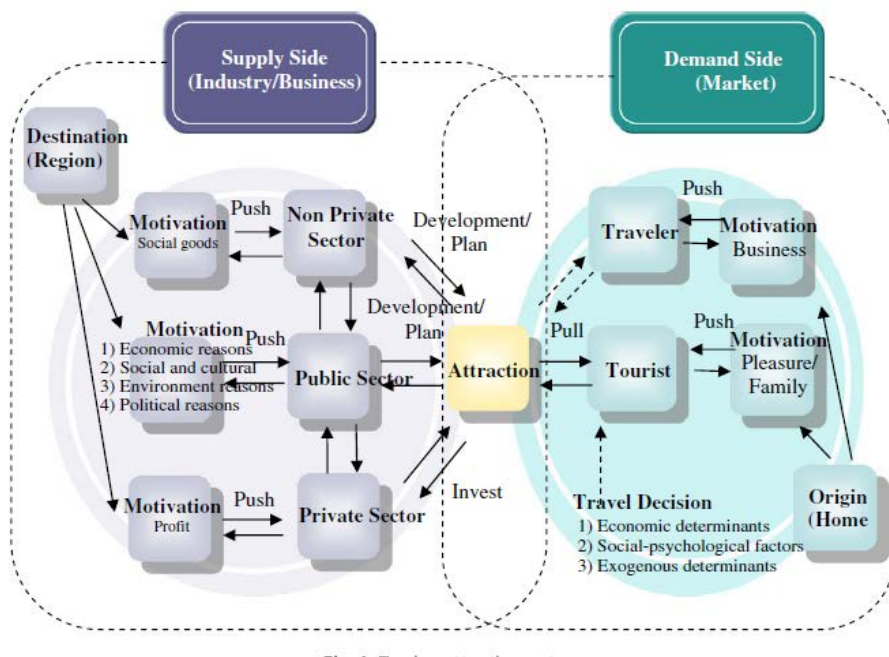 Supply Side
(Industry/Business)
Demand Side
(Market)
Destination
(Region)
Motivation
Social goods
Push
Non Private
Sector
Development/
Plan
Traveler
Push
Motivation
Business
Motivation
1) Economic reasons
2) Social and cultural
3) Environment reasons
4) Political reasons
Push
Public Sector
Development/
Plan
Attraction
Pull
Tourist
Push
Motivation
Pleasure/
Family
Motivation
Profit
Push
Private Sector
Invest
Travel Decision
1) Economic determinants
2) Social-psychological factors
3) Exogenous determinants
Origin
(Home